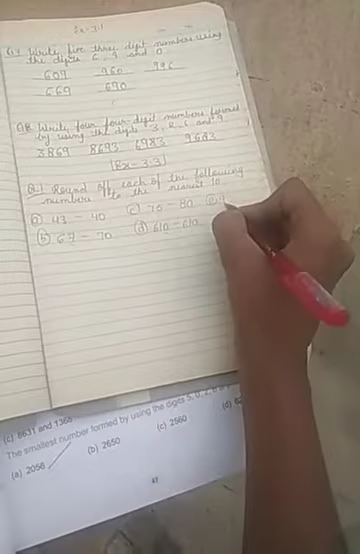 Ex-3.1
Q.7 Write five three digit numbers using
the digits 6, 9 and 0.
609 960 996
669 690
Q.8 Write four four-digit numbers formed
by using the digits 3, 8, 6 and 9.
3869 8693 6983 9683
Ex-3.3
Q.1 Round off each of the following
numbers to the nearest 10.
(a) 43 - 40 (c) 75 - 80
(b) 67 - 70 (d) 610 - 610
(c) 6631 and 1366
The smallest number formed by using the digits 5, 0, 2, 6
(a) 2056 (b) 2650 (c) 2560 (d)